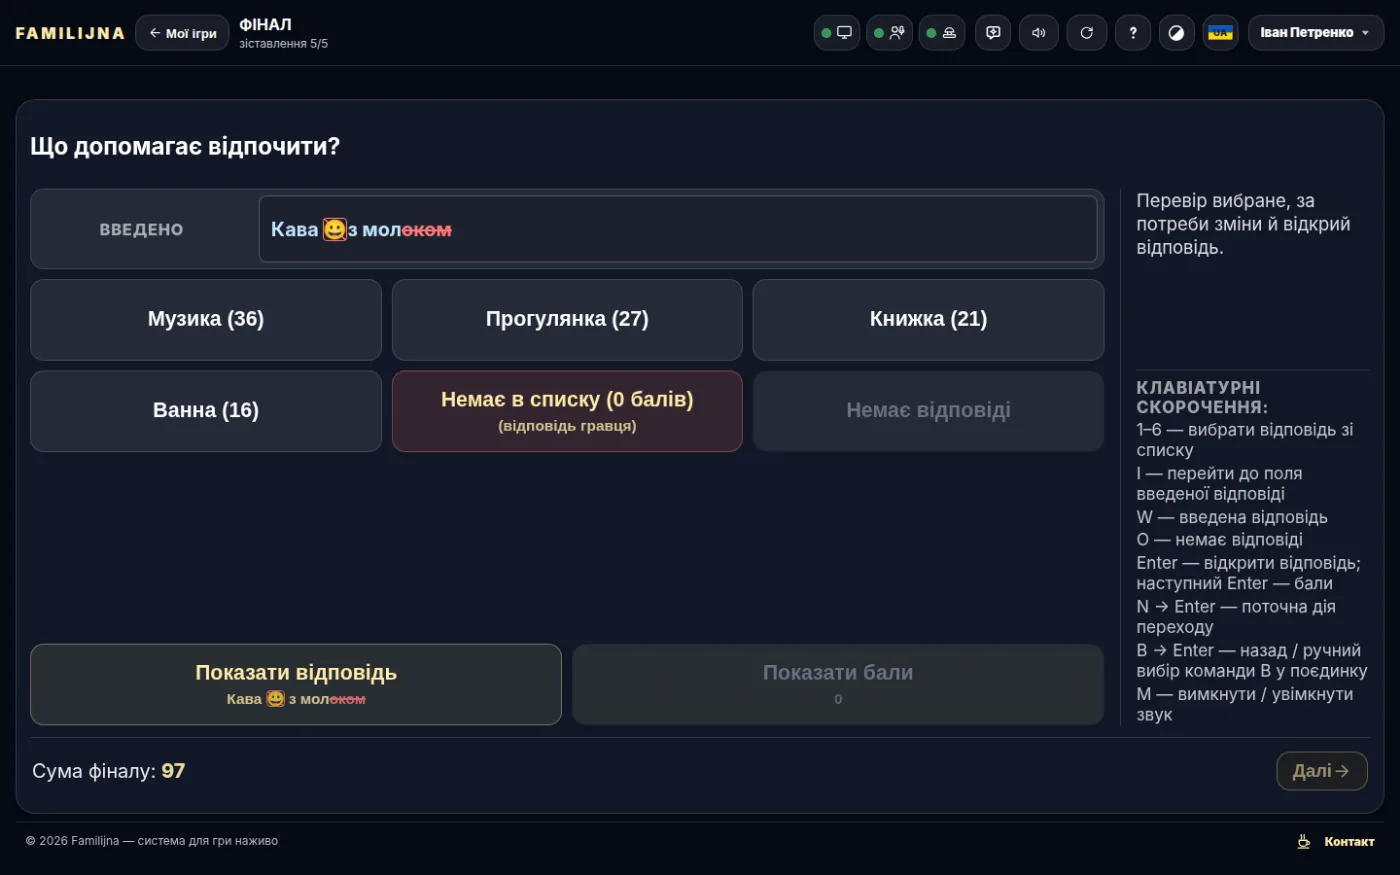 FAMILIJNA
← Мої ігри
ФІНАЛ
зіставлення 5/5
?
UA
Іван Петренко
Що допомагає відпочити?
ВВЕДЕНО
Кава 😀з молоком
Музика (36)
Прогулянка (27)
Книжка (21)
Ванна (16)
Немає в списку (0 балів)
(відповідь гравця)
Немає відповіді
Показати відповідь
Кава 😀 з молоком
Показати бали
0
Перевір вибране, за
потреби зміни й відкрий
відповідь.
КЛАВІАТУРНІ
СКОРОЧЕННЯ:
1–6 — вибрати відповідь зі
списку
I — перейти до поля
введеної відповіді
W — введена відповідь
O — немає відповіді
Enter — відкрити відповідь;
наступний Enter — бали
N → Enter — поточна дія
переходу
B → Enter — назад / ручний
вибір команди B у поєдинку
M — вимкнути / увімкнути
звук
Сума фіналу: 97
Далі →
© 2026 Familijna — система для гри наживо
Контакт